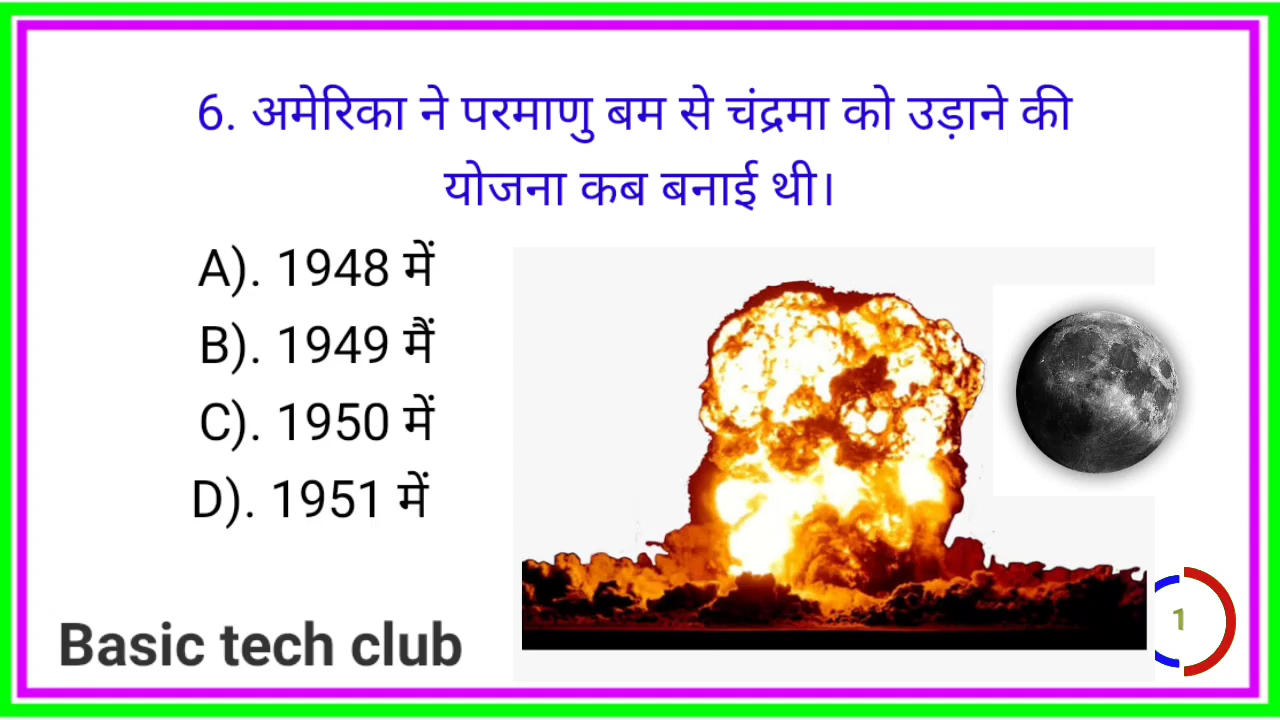 6. अमेरिका ने परमाणु बम से चंद्रमा को उड़ाने की
योजना कब बनाई थी।
A). 1948 में
B). 1949 मैं
C). 1950 में
D). 1951 में
Basic tech club
1